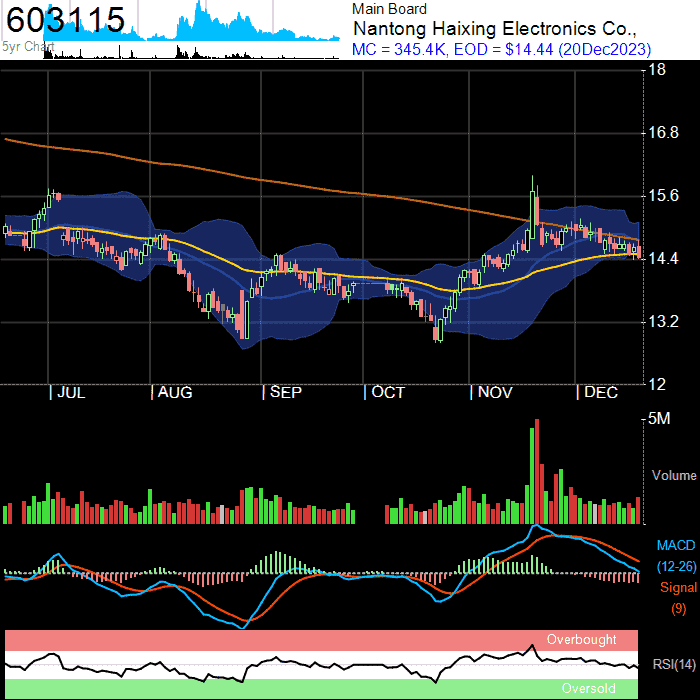 603115
5yr Chart
Main Board
Nantong Haixing Electronics Co.,
MC = 345.4K, EOD = $14.44 (20Dec2023)
18
16.8
15.6
14.4
13.2
12
| JUL | AUG | SEP | OCT | NOV | DEC
5M
Volume
MACD
(12-26)
Signal
(9)
Overbought
RSI(14)
Oversold